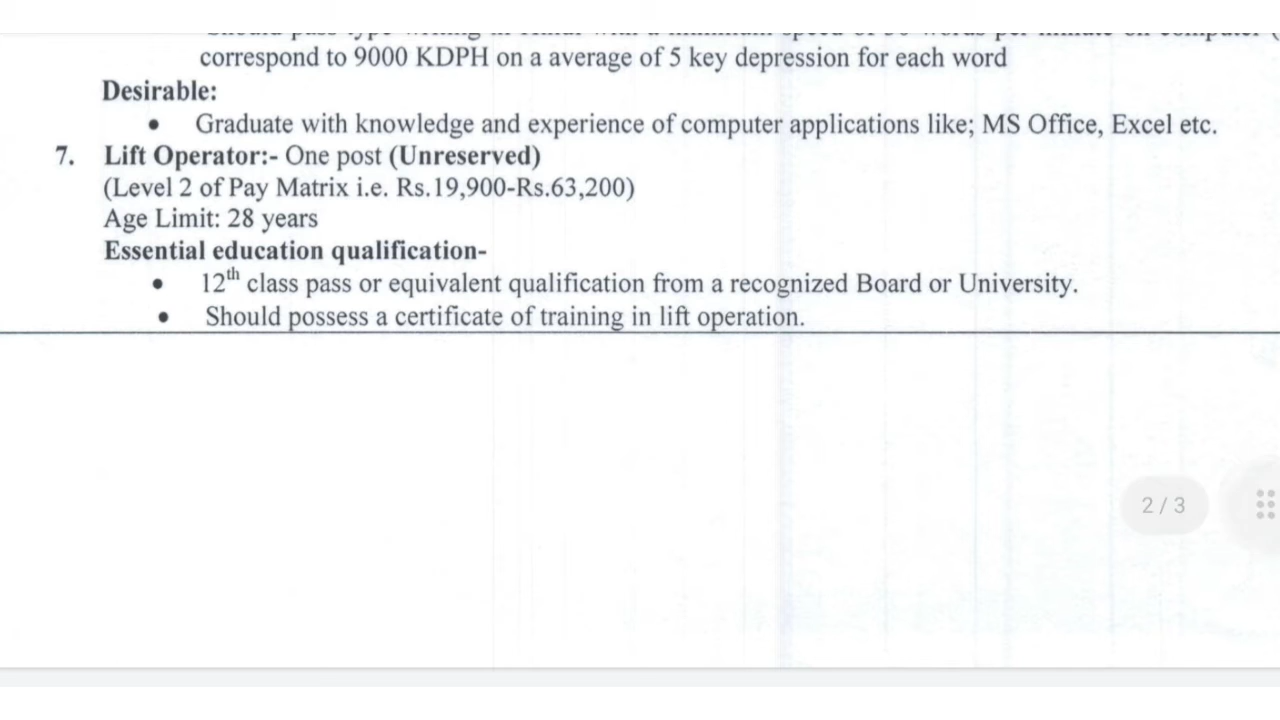 correspond to 9000 KDPH on a average of 5 key depression for each word
Desirable:
• Graduate with knowledge and experience of computer applications like; MS Office, Excel etc.
7. Lift Operator:- One post (Unreserved)
(Level 2 of Pay Matrix i.e. Rs.19,900-Rs.63,200)
Age Limit: 28 years
Essential education qualification-
• 12th class pass or equivalent qualification from a recognized Board or University.
• Should possess a certificate of training in lift operation.
2 / 3